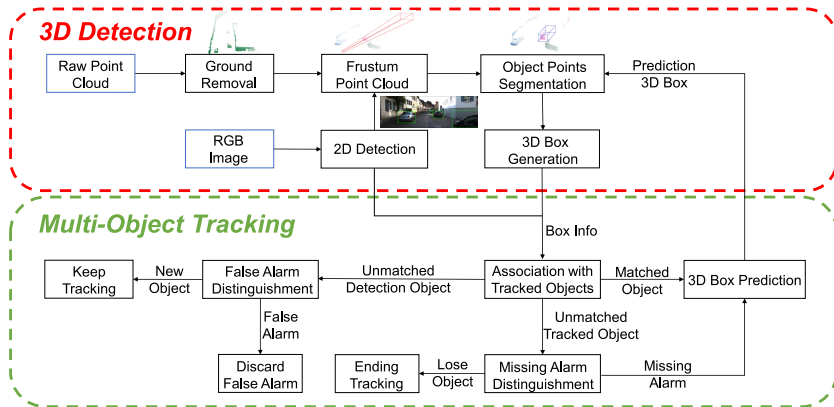 3D Detection
Raw Point
Cloud
Ground
Removal
Frustum
Point Cloud
Object Points
Segmentation
Prediction
3D Box
RGB
Image
2D Detection
3D Box
Generation
Multi-Object Tracking
Box Info
Keep
Tracking
New
Object
False Alarm
Distinguishment
Unmatched
Detection Object
Association with
Tracked Objects
Matched
Object
3D Box Prediction
False
Alarm
Unmatched
Tracked Object
Discard
False Alarm
Ending
Tracking
Lose
Object
Missing Alarm
Distinguishment
Missing
Alarm